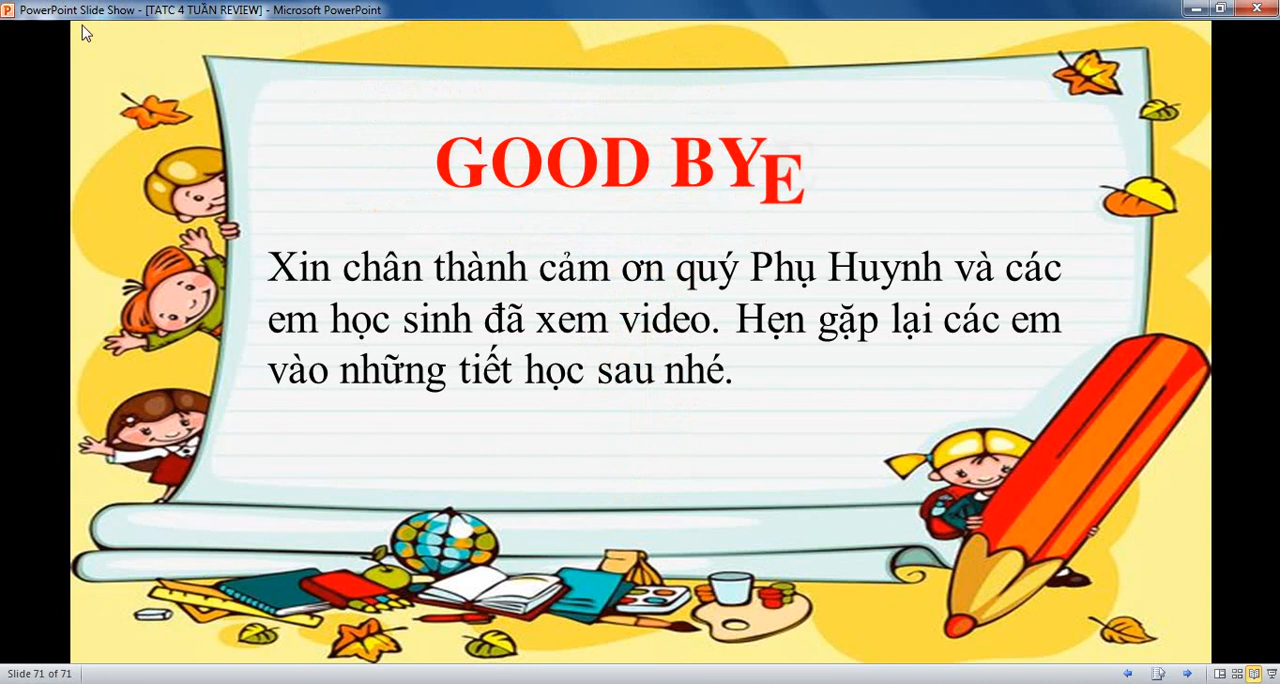 PowerPoint Slide Show - [TATC 4 TUẦN REVIEW] - Microsoft PowerPoint
GOOD BYE
Xin chân thành cảm ơn quý Phụ Huynh và các
em học sinh đã xem video. Hẹn gặp lại các em
vào những tiết học sau nhé.
Slide 71 of 71